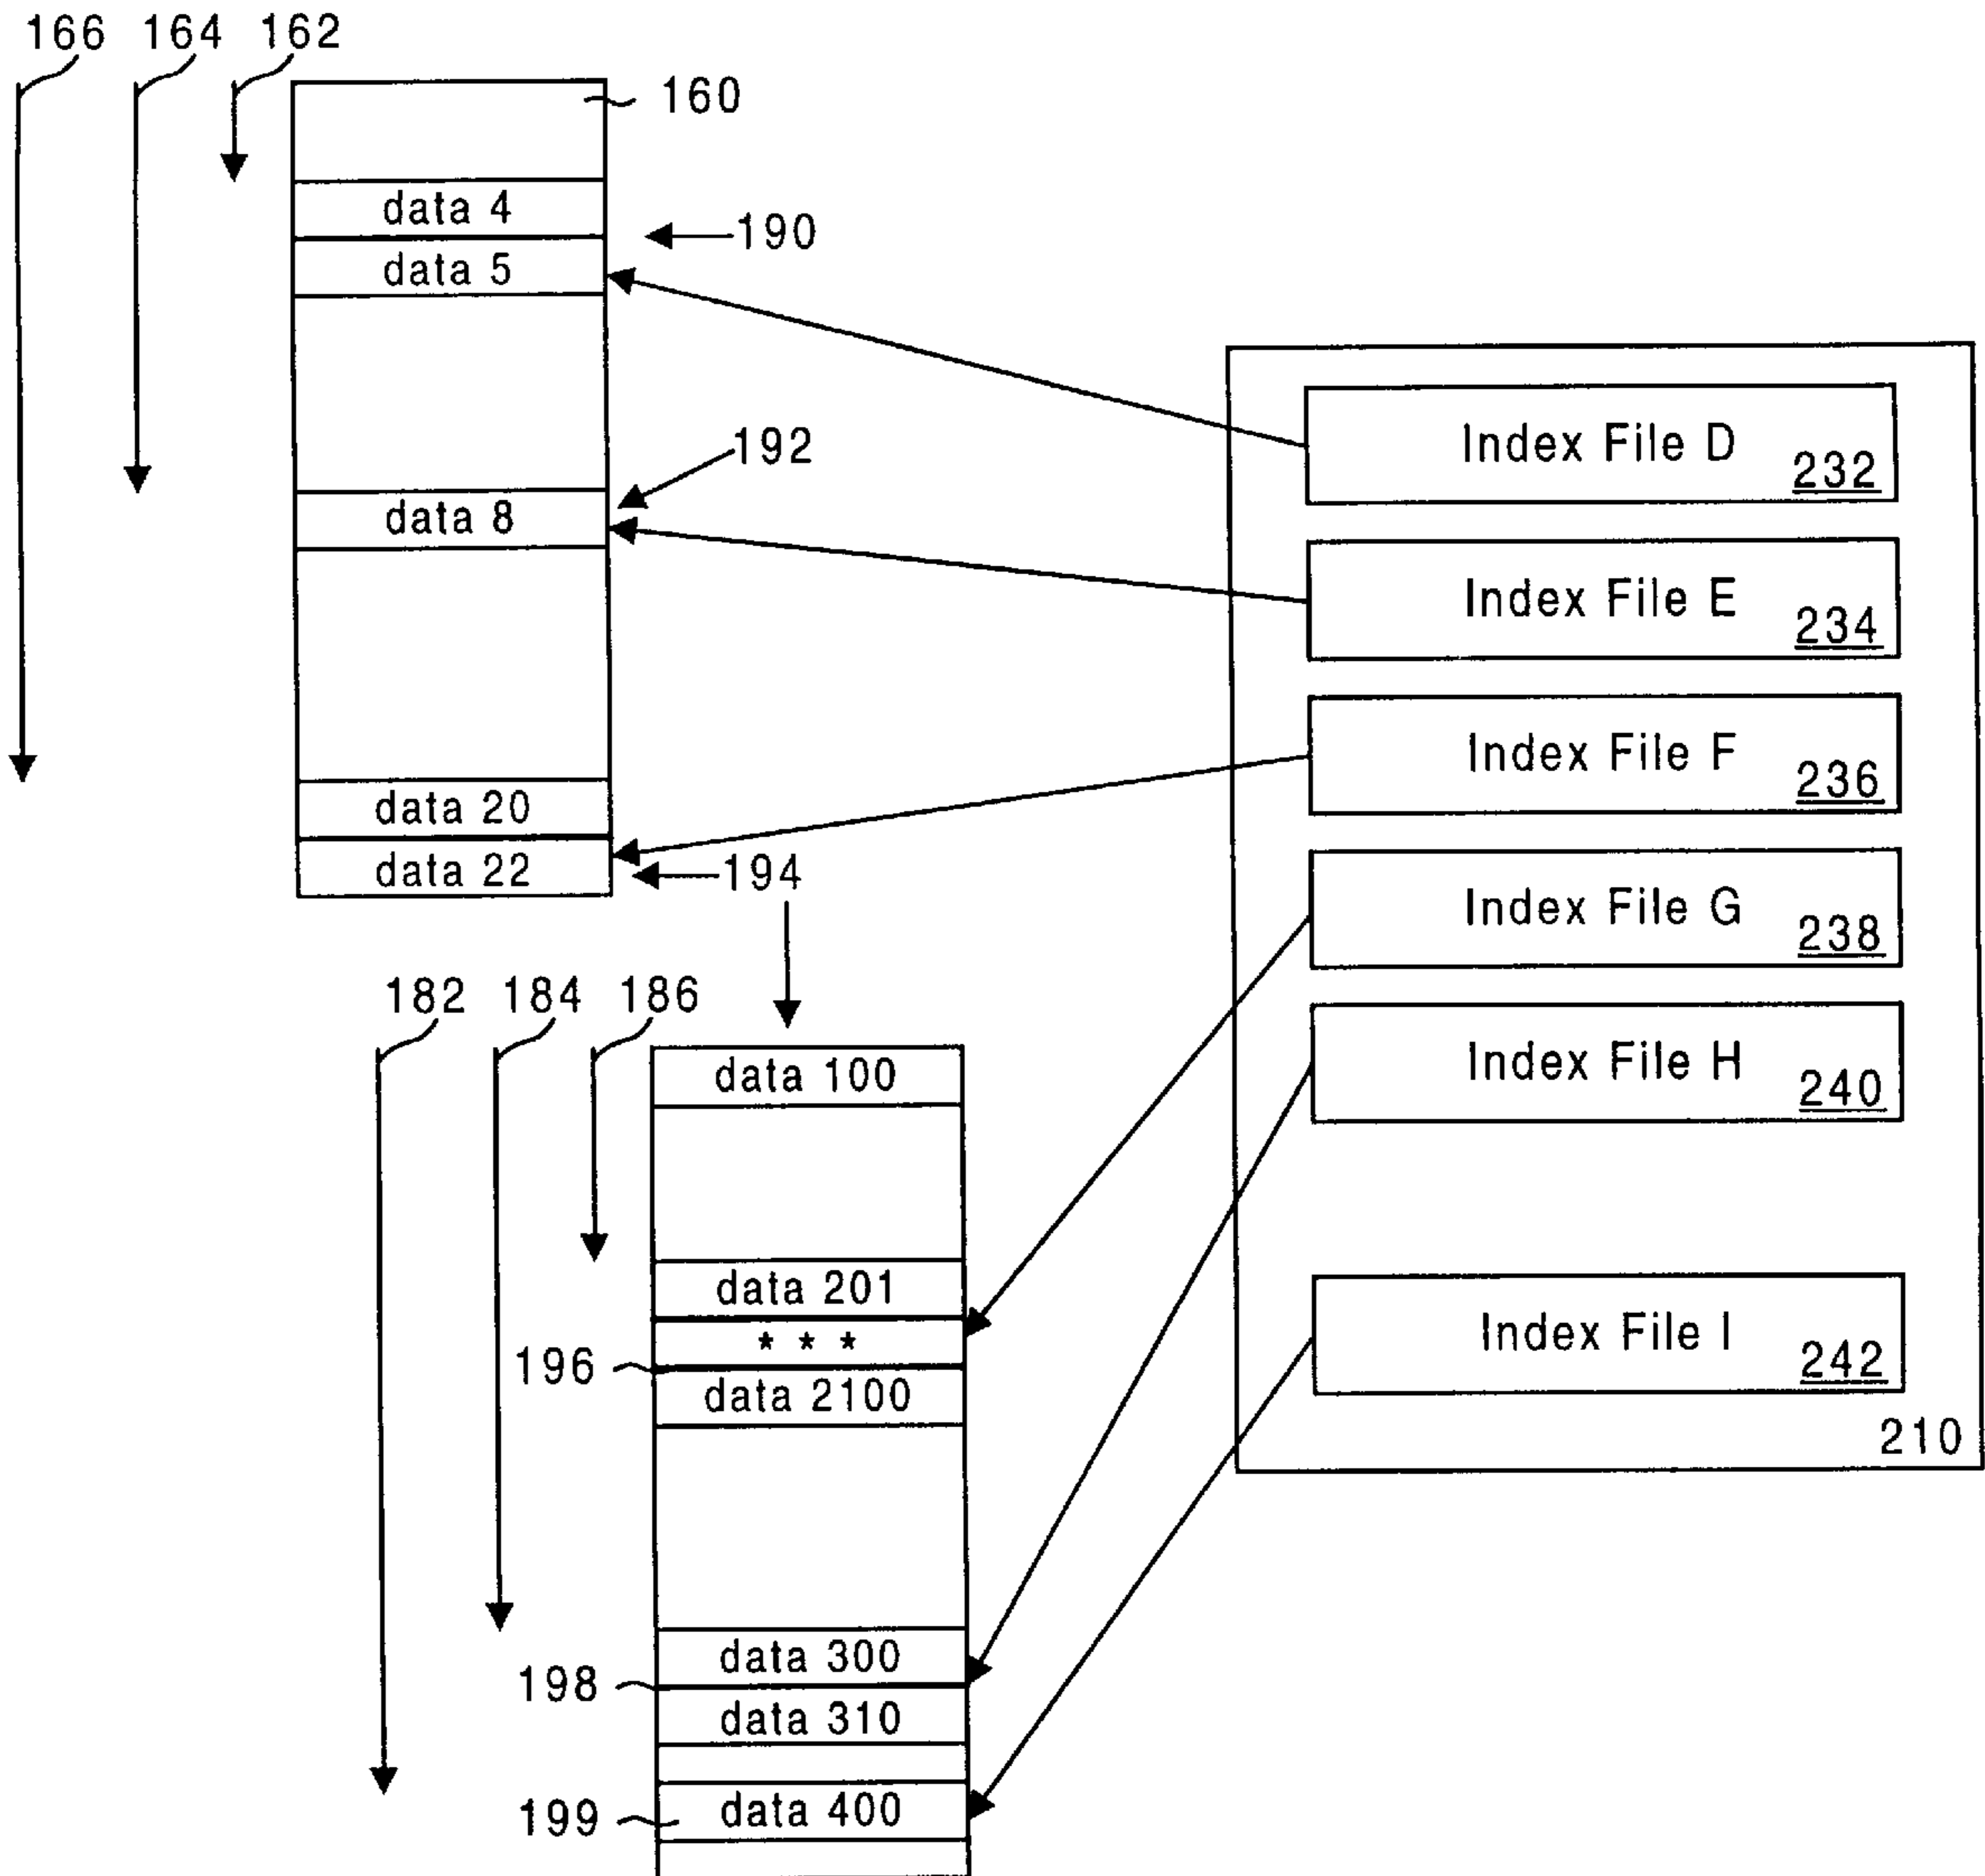 166 164 162
160
data 4
190
data 5
192
data 8
data 20
data 22
194
182 184 186
data 100
data 201
* * *
196
data 2100
data 300
198
data 310
data 400
199
Index File D
232
Index File E
234
Index File F
236
Index File G
238
Index File H
240
Index File I
242
210